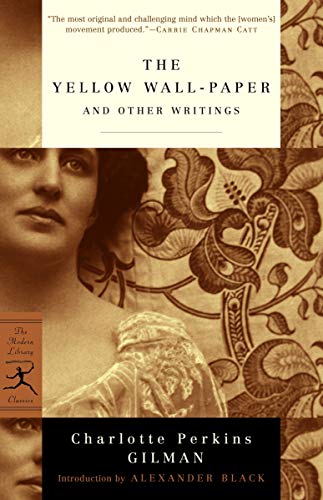 "The most original and challenging mind which the [women's]
movement produced."—CARRIE CHAPMAN CATT
THE
YELLOW WALL-PAPER
AND OTHER WRITINGS
The
Modern
Library
Classics
Charlotte Perkins
GILMAN
Introduction by ALEXANDER BLACK